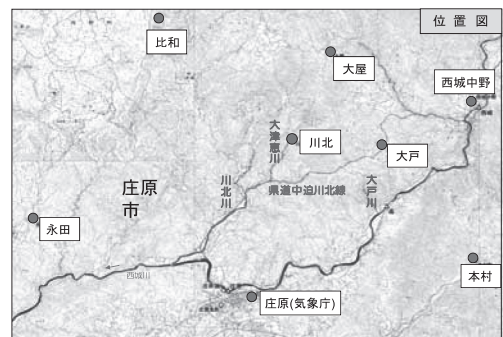 位置図
比和
大屋
西城中野
大津恵川
川北
大戸
川北川
県道中迫川北線
大戸川
庄原
市
永田
西城川
本村
庄原(気象庁)